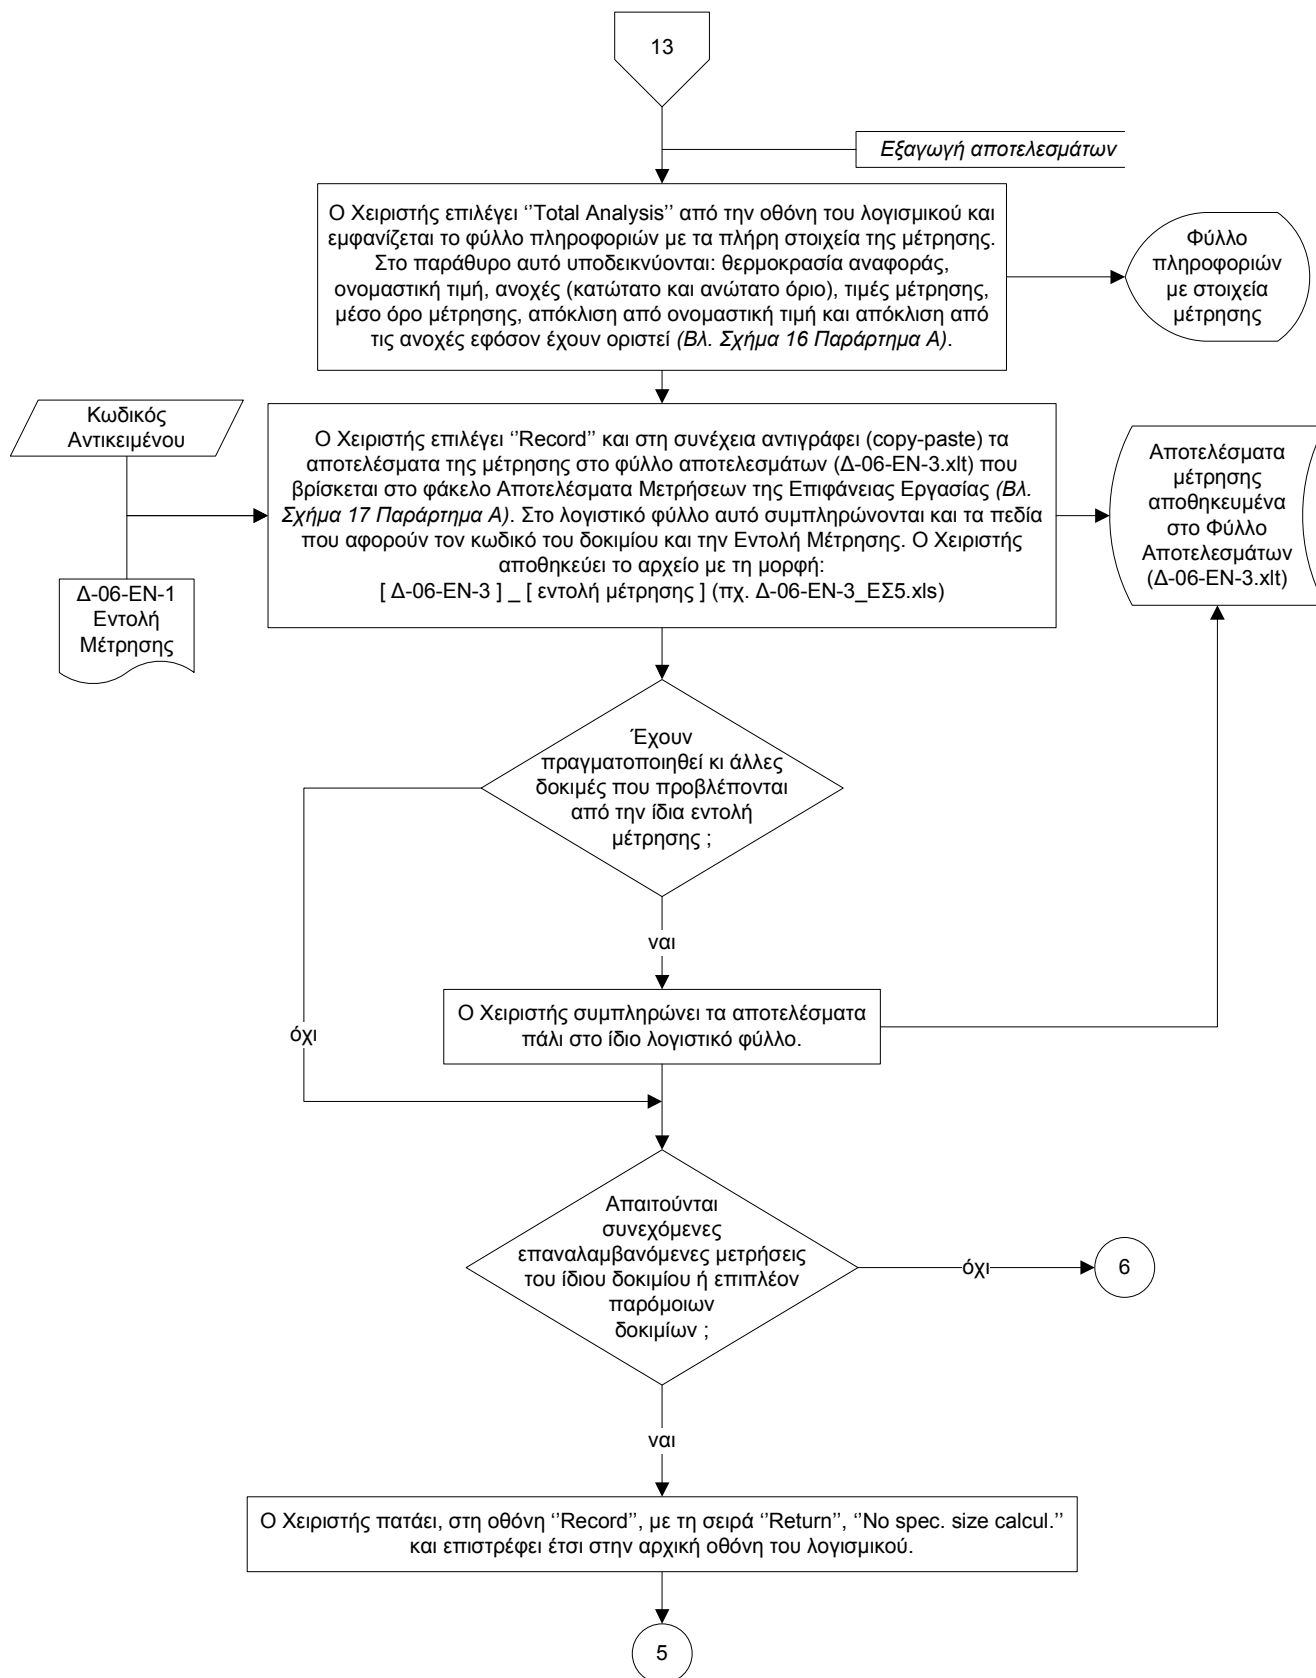 13
Εξαγωγή αποτελεσμάτων
Ο Χειριστής επιλέγει ‘’Total Analysis’’ από την οθόνη του λογισμικού και
εμφανίζεται το φύλλο πληροφοριών με τα πλήρη στοιχεία της μέτρησης.
Στο παράθυρο αυτό υποδεικνύονται: θερμοκρασία αναφοράς,
ονομαστική τιμή, ανοχές (κατώτατο και ανώτατο όριο), τιμές μέτρησης,
μέσο όρο μέτρησης, απόκλιση από ονομαστική τιμή και απόκλιση από
τις ανοχές εφόσον έχουν οριστεί (Βλ. Σχήμα 16 Παράρτημα Α).
Φύλλο
πληροφοριών
με στοιχεία
μέτρησης
Κωδικός
Αντικειμένου
Δ-06-ΕΝ-1
Εντολή
Μέτρησης
Ο Χειριστής επιλέγει ‘’Record’’ και στη συνέχεια αντιγράφει (copy-paste) τα
αποτελέσματα της μέτρησης στο φύλλο αποτελεσμάτων (Δ-06-ΕΝ-3.xlt) που
βρίσκεται στο φάκελο Αποτελέσματα Μετρήσεων της Επιφάνειας Εργασίας (Βλ.
Σχήμα 17 Παράρτημα Α). Στο λογιστικό φύλλο αυτό συμπληρώνονται και τα πεδία
που αφορούν τον κωδικό του δοκιμίου και την Εντολή Μέτρησης. Ο Χειριστής
αποθηκεύει το αρχείο με τη μορφή:
[ Δ-06-ΕΝ-3 ] _ [ εντολή μέτρησης ] (πχ. Δ-06-ΕΝ-3_ΕΣ5.xls)
Αποτελέσματα
μέτρησης
αποθηκευμένα
στο Φύλλο
Αποτελεσμάτων
(Δ-06-ΕΝ-3.xlt)
Έχουν
πραγματοποιηθεί κι άλλες
δοκιμές που προβλέπονται
από την ίδια εντολή
μέτρησης ;
ναι
όχι
Ο Χειριστής συμπληρώνει τα αποτελέσματα
πάλι στο ίδιο λογιστικό φύλλο.
Απαιτούνται
συνεχόμενες
επαναλαμβανόμενες μετρήσεις
του ίδιου δοκιμίου ή επιπλέον
παρόμοιων
δοκιμίων ;
όχι
6
ναι
Ο Χειριστής πατάει, στη οθόνη ‘’Record’’, με τη σειρά ‘’Return’’, ‘’No spec. size calcul.’’
και επιστρέφει έτσι στην αρχική οθόνη του λογισμικού.
5